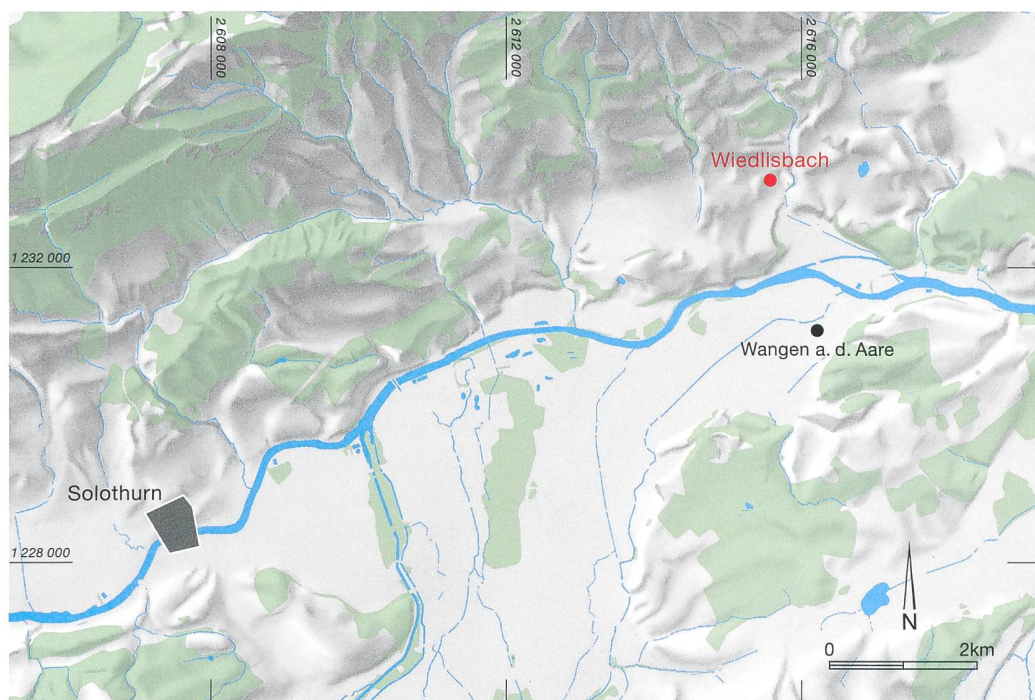 2 608 000
2 612 000
2 616 000
Wiedlisbach
1 232 000
Wangen a. d. Aare
Solothurn
1 228 000
N
0
2km